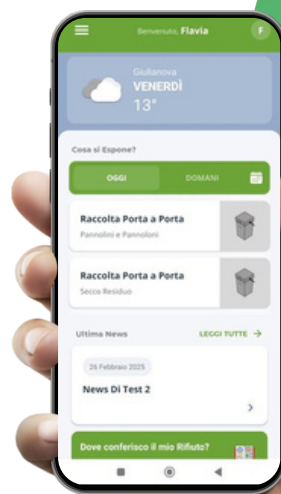 Benvenuto, Flavia
F
Giulianova
VENERDÌ
13°
Cosa si Espone?
OGGI
DOMANI
Raccolta Porta a Porta
Pannolini e Pannoloni
Raccolta Porta a Porta
Secco Residuo
Ultima News
LEGGI TUTTE →
26 Febbraio 2025
News Di Test 2
Dove conferisco il mio Rifiuto?